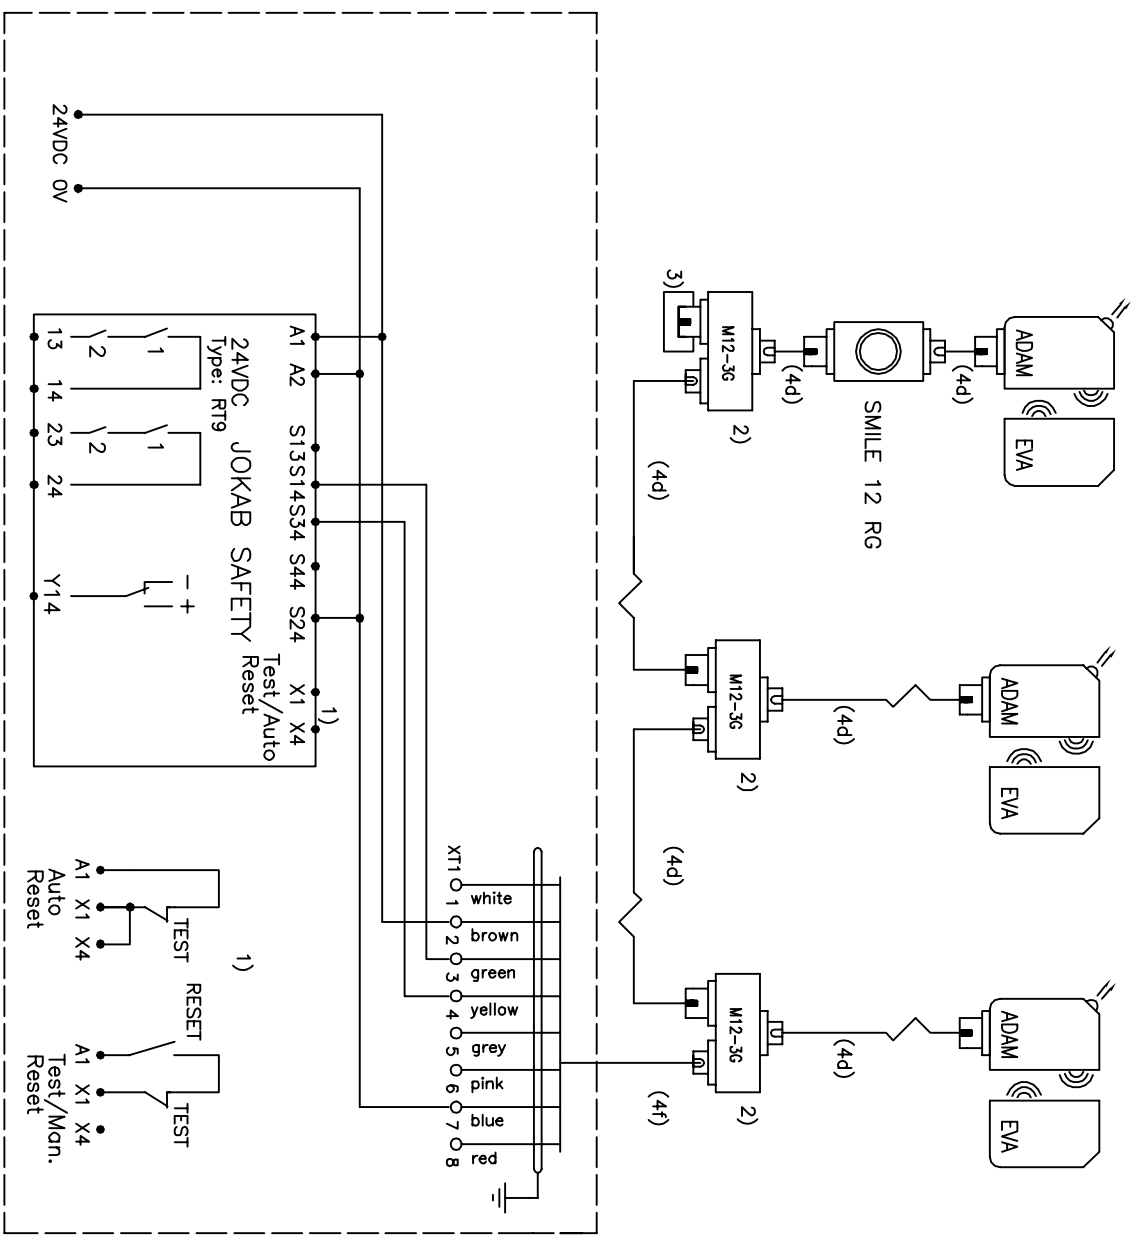 ADAM
EVA
(4d)
SMILE 12 RG
(4d)
M12-3G
2)
3)
(4d)
ADAM
EVA
(4d)
M12-3G
2)
(4d)
ADAM
EVA
(4d)
M12-3G
2)
(4f)
XT1
1 white
2 brown
3 green
4 yellow
5 grey
6 pink
7 blue
8 red
24VDC 0V
A1 A2 S13 S14 S34 S44 S24 X1 X4
1)
Test/Auto
Reset
24VDC JOKAB SAFETY
Type: RT9
1 1
2 2
- +
13 14 23 24 Y14
1)
TEST
A1 X1 X4
Auto
Reset
RESET
TEST
A1 X1 X4
Test/Man.
Reset